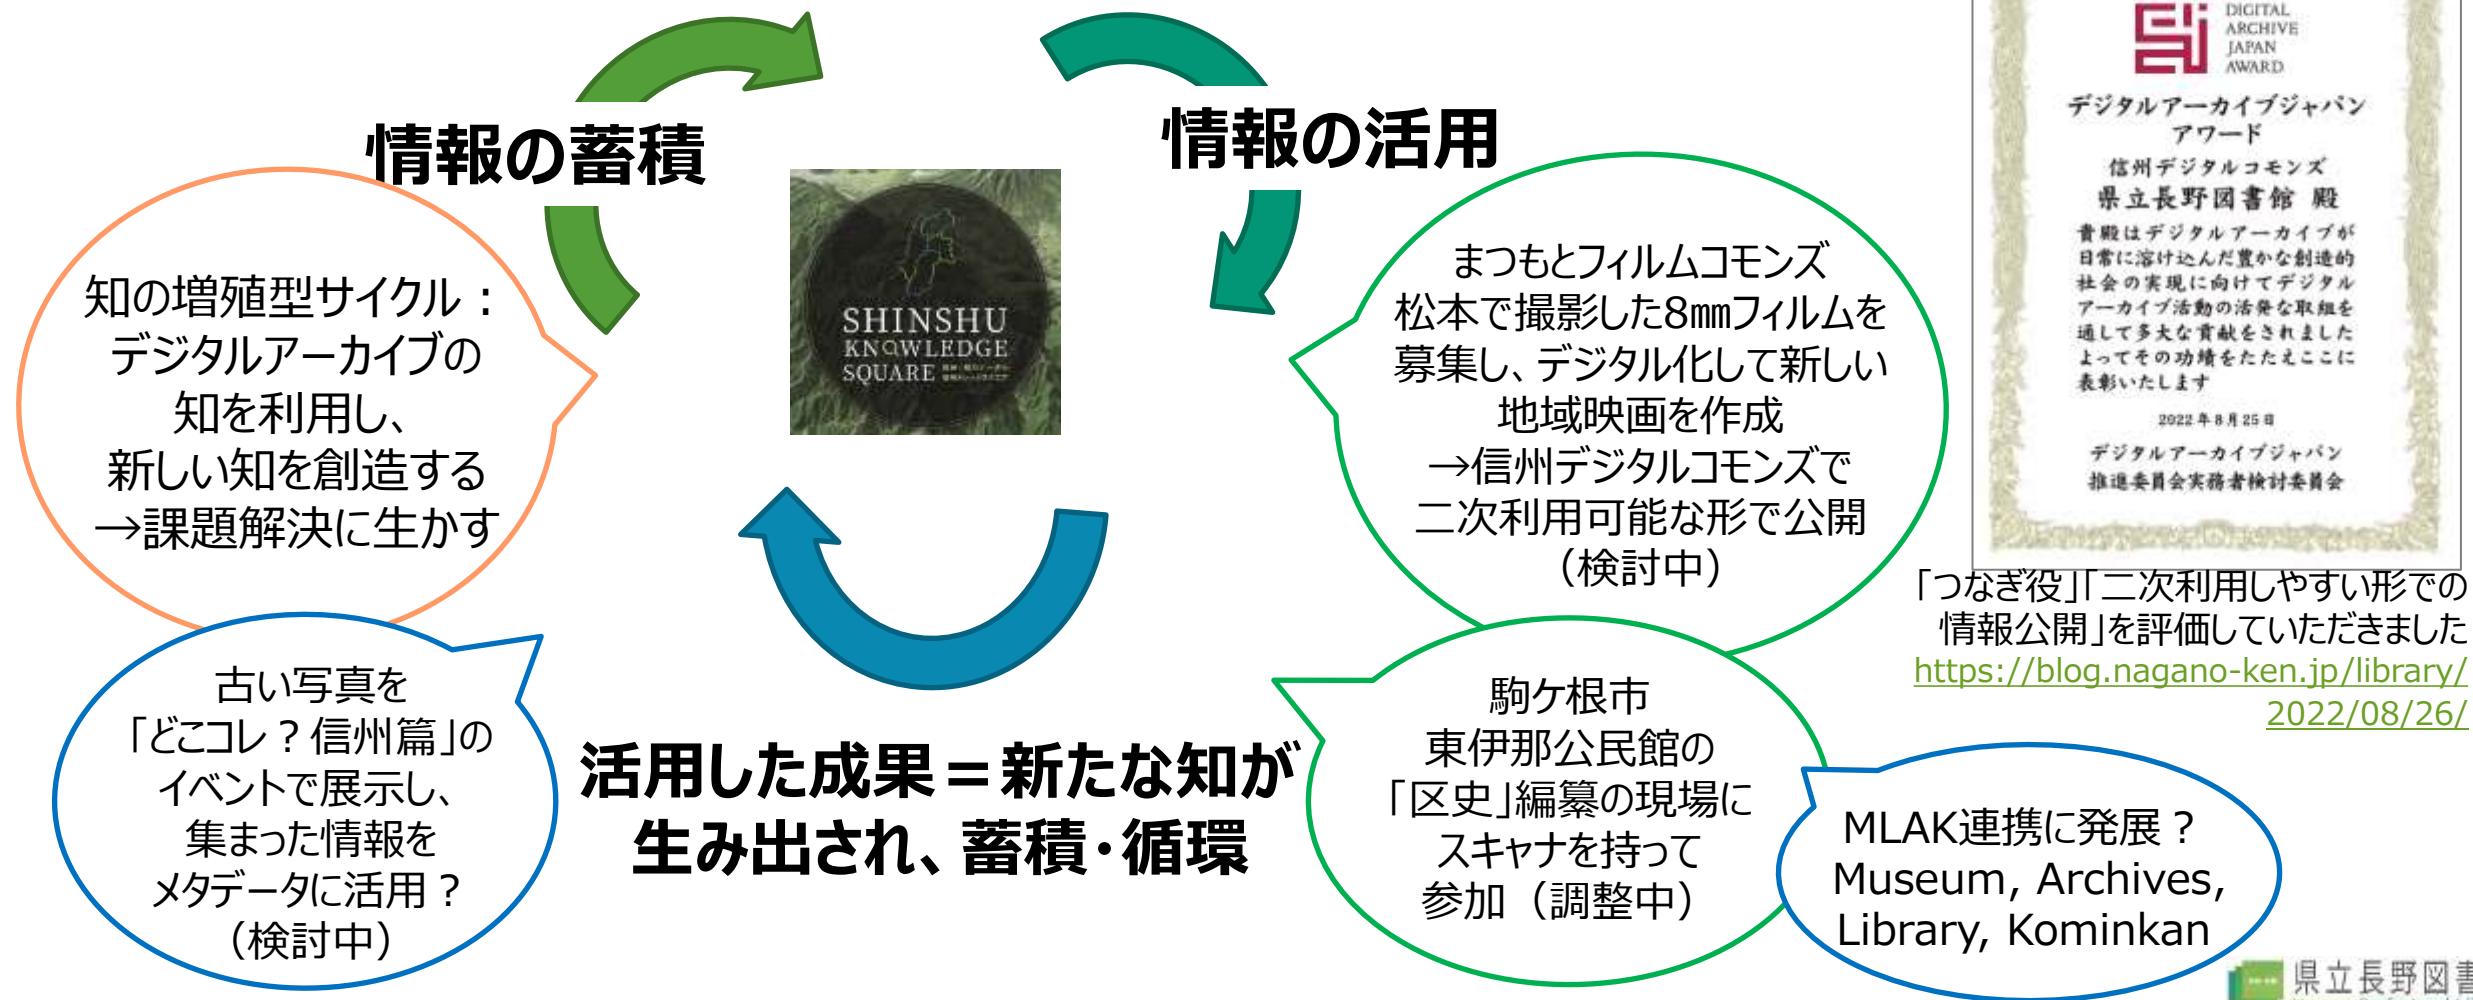 情報の蓄積
情報の活用
知の増殖型サイクル：
デジタルアーカイブの
知を利用し、
新しい知を創造する
→課題解決に生かす
SHINSHU
KNOWLEDGE
SQUARE
まつもとフィルムコモンズ
松本で撮影した8㎜フィルムを
募集し、デジタル化して新しい
地域映画を作成
→信州デジタルコモンズで
二次利用可能な形で公開
（検討中）
古い写真を
「どこコレ？信州篇」の
イベントで展示し、
集まった情報を
メタデータに活用？
（検討中）
活用した成果＝新たな知が
生み出され、蓄積・循環
駒ケ根市
東伊那公民館の
「区史」編纂の現場に
スキャナを持って
参加（調整中）
MLAK連携に発展？
Museum, Archives,
Library, Kominkan
DIGITAL
ARCHIVE
JAPAN
AWARD
デジタルアーカイブジャパン
アワード
信州デジタルコモンズ
県立長野図書館 殿
貴殿はデジタルアーカイブが
日常に溶け込んだ豊かな創造的
社会の実現に向けてデジタル
アーカイブ活動の活発な取組を
通して多大な貢献をされました
よってその功績をたたえここに
表彰いたします
2022年8月25日
デジタルアーカイブジャパン
推進委員会実務者検討委員会
「つなぎ役」「二次利用しやすい形での
情報公開」を評価していただきました
https://blog.nagano-ken.jp/library/
2022/08/26/
県立長野図書